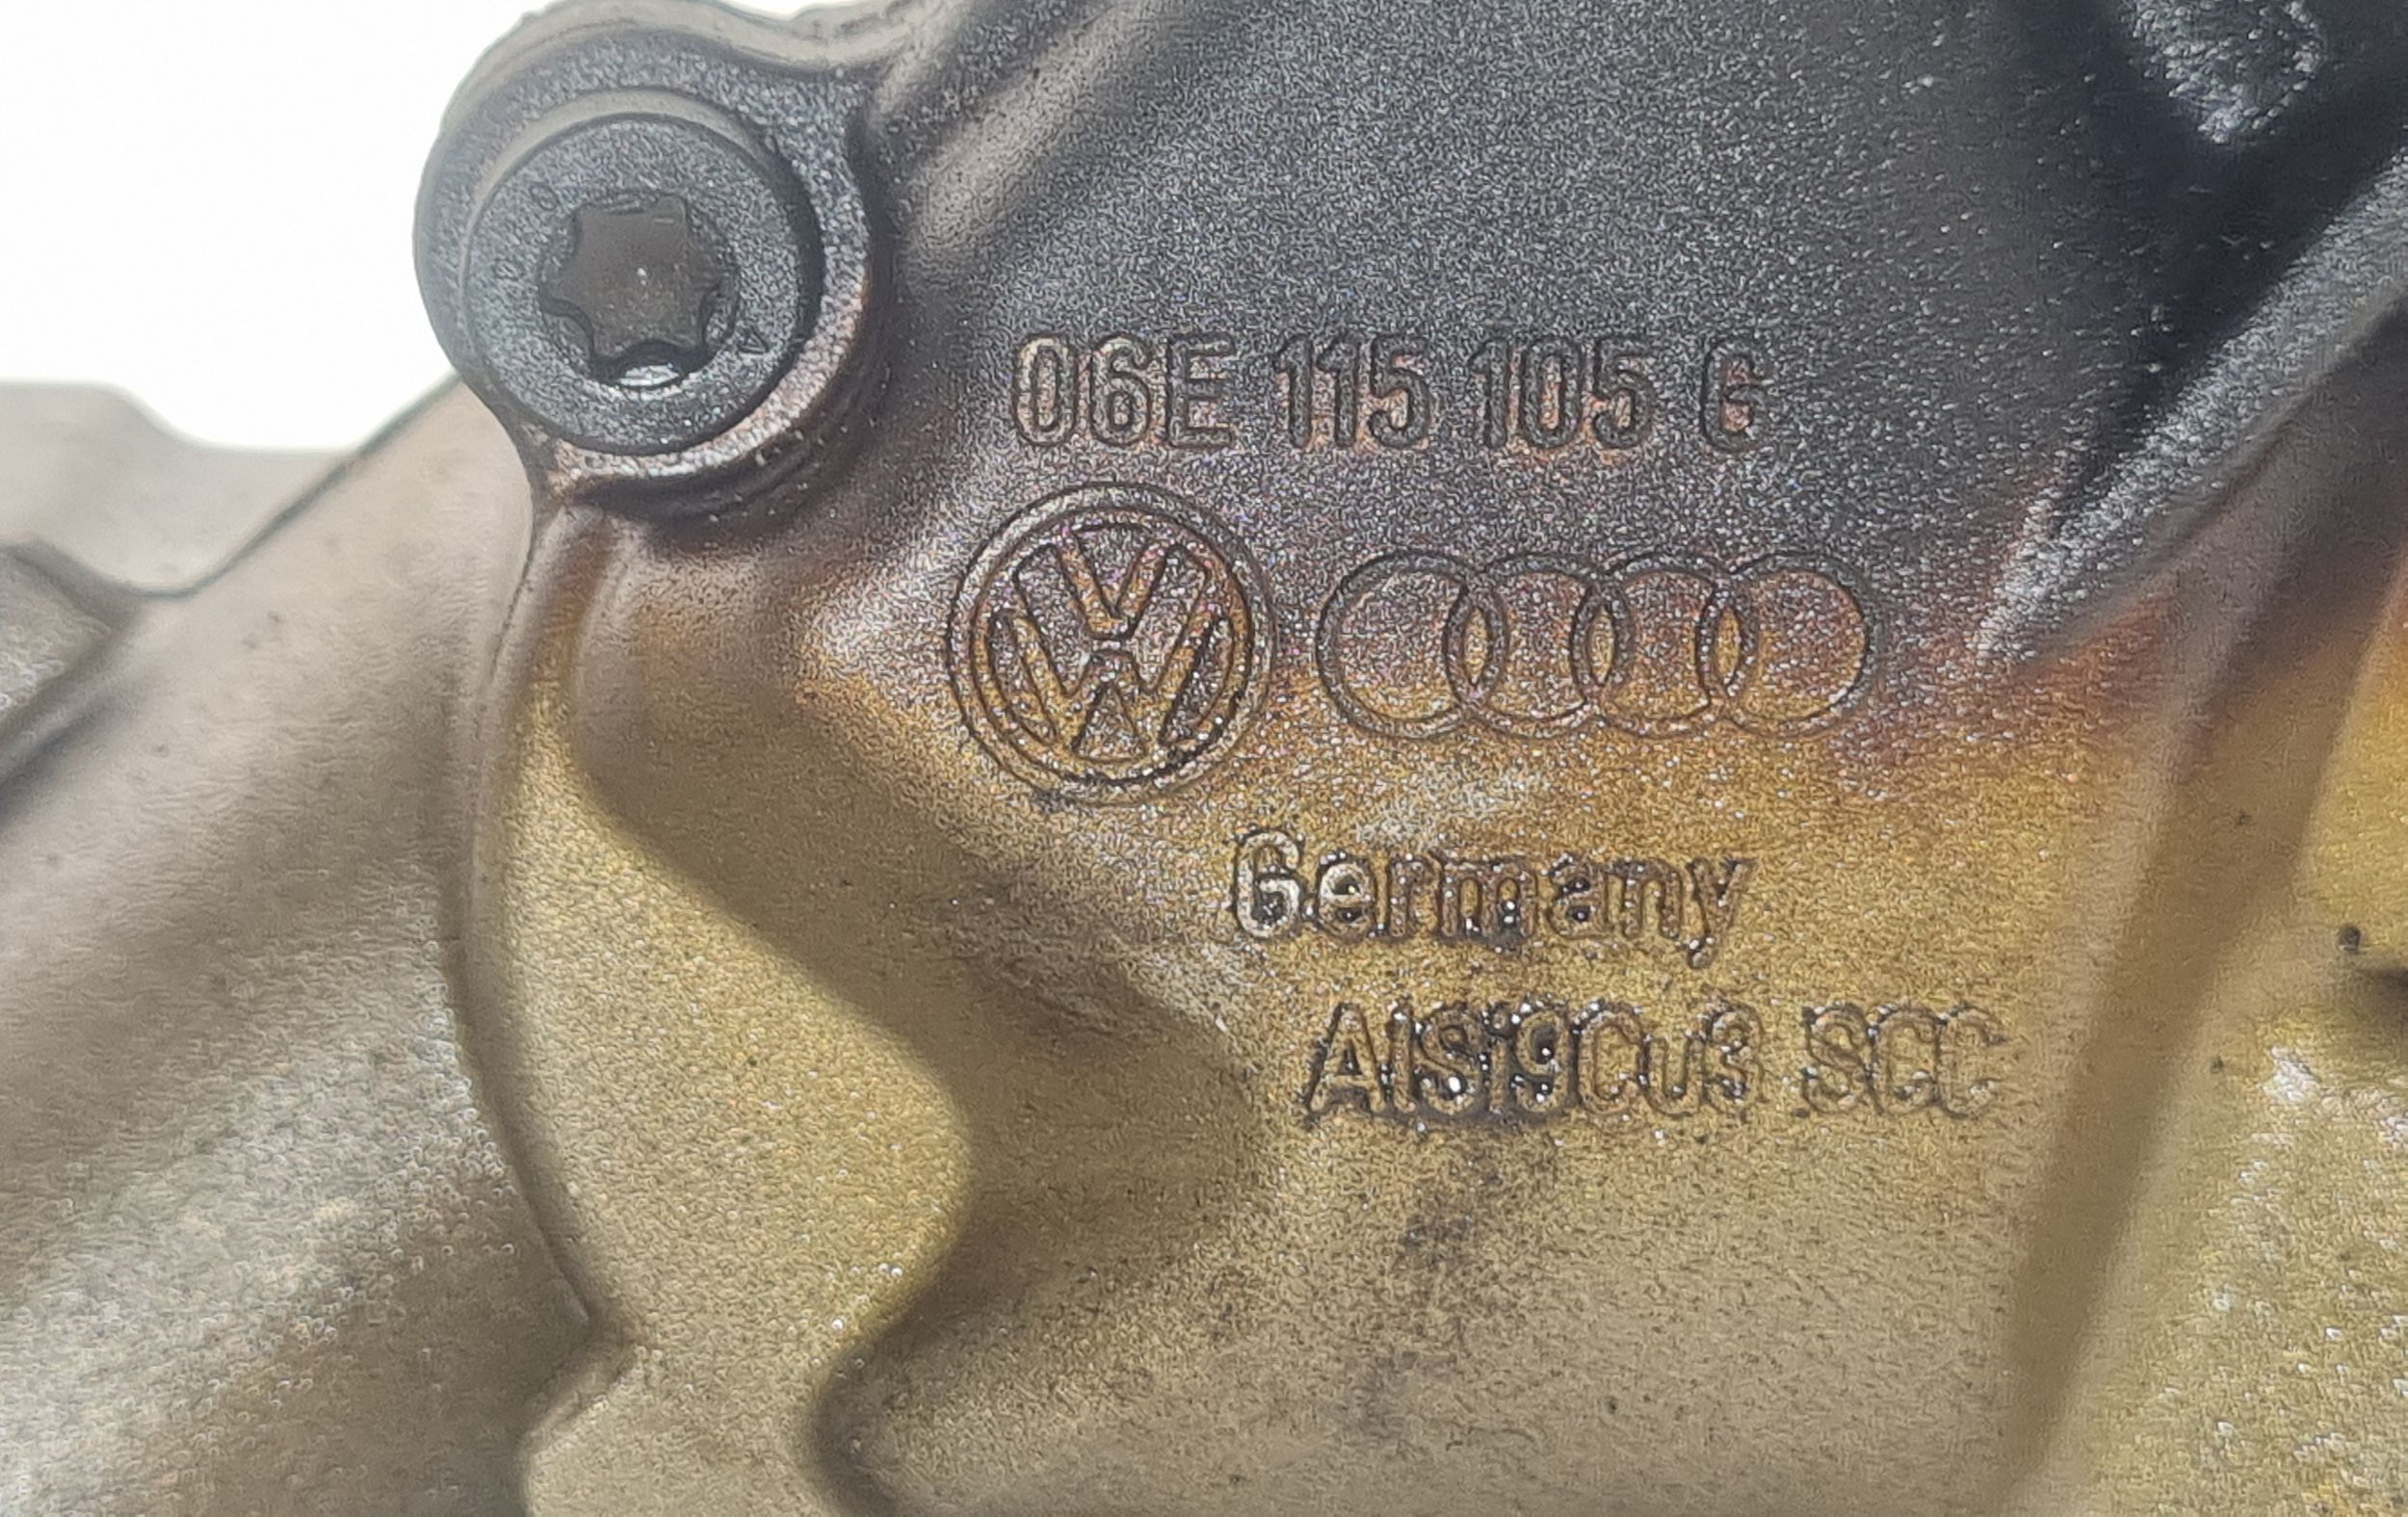 06E 115 105 G
Germany
AlSi9Cu3 SCC